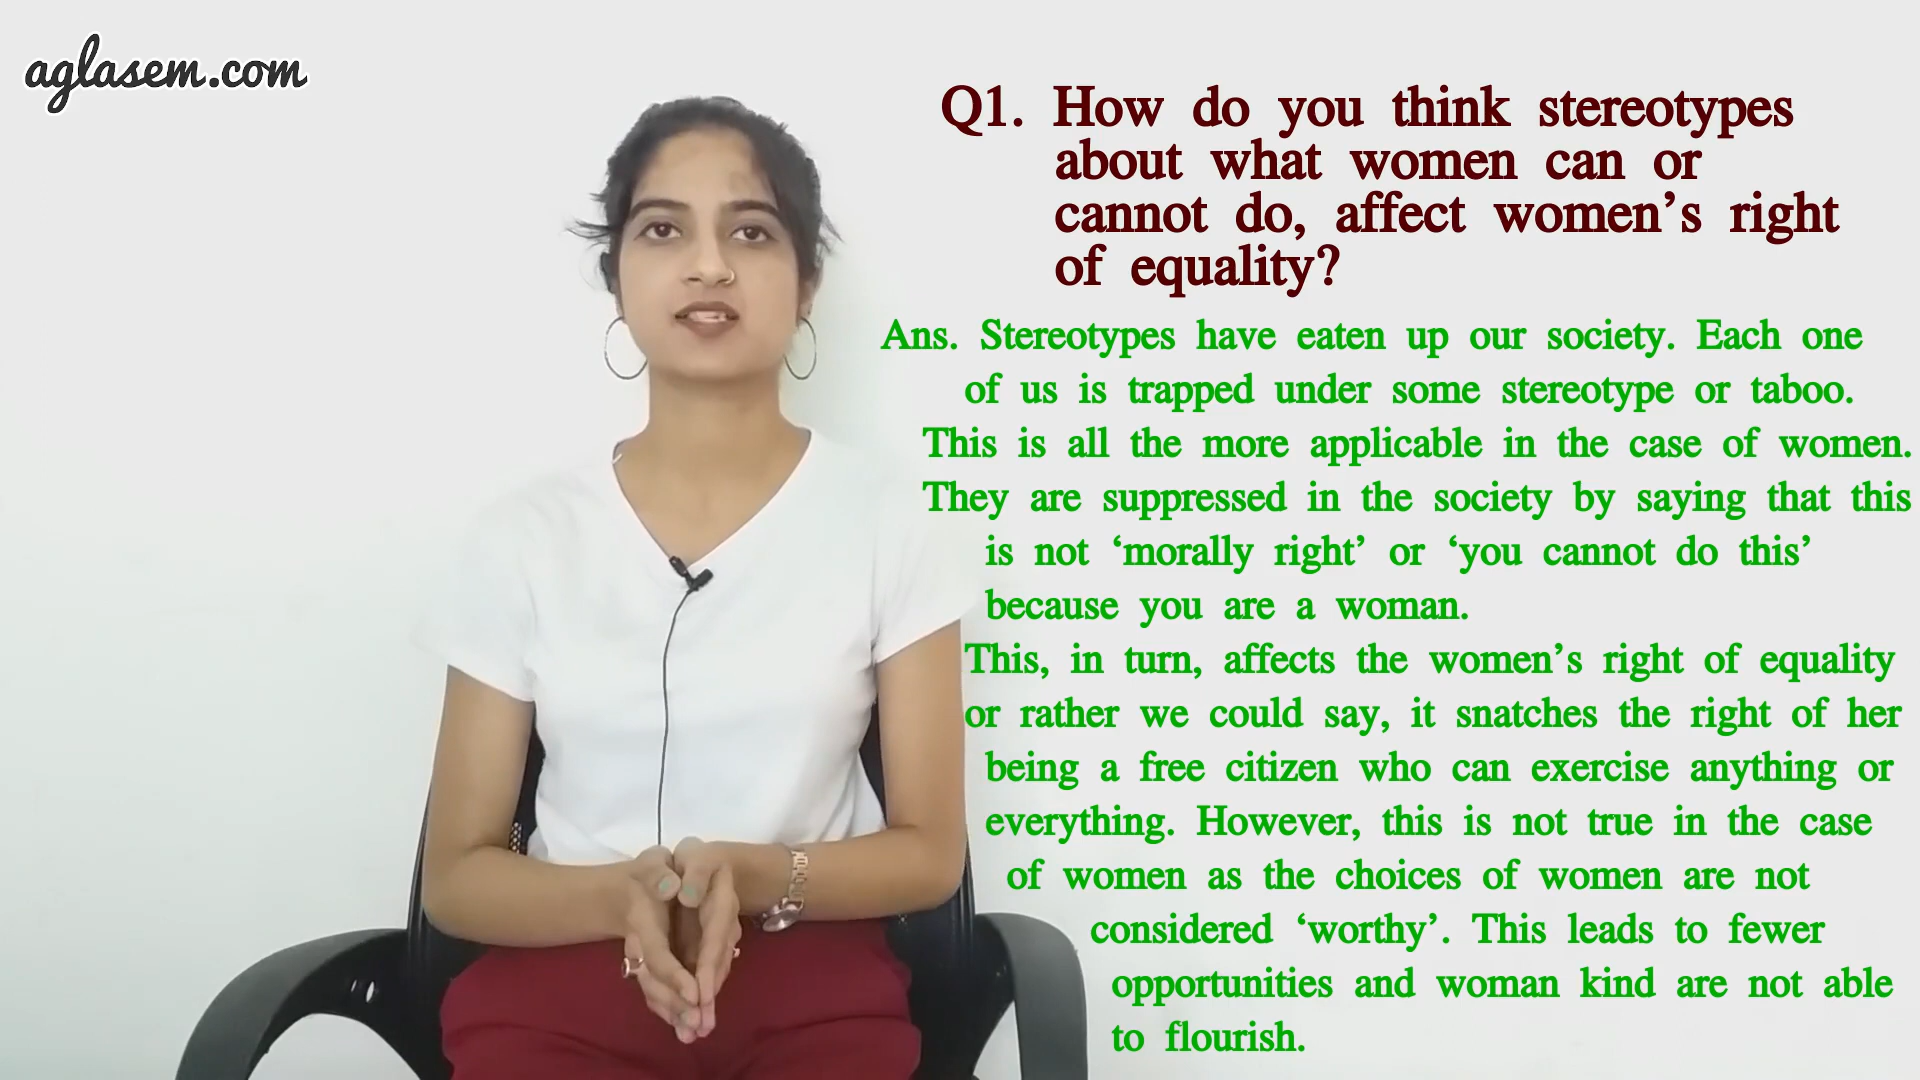 aglasem.com
Q1. How do you think stereotypes
about what women can or
cannot do, affect women's right
of equality?
Ans. Stereotypes have eaten up our society. Each one
of us is trapped under some stereotype or taboo.
This is all the more applicable in the case of women.
They are suppressed in the society by saying that this
is not ‘morally right’ or ‘you cannot do this’
because you are a woman.
This, in turn, affects the women’s right of equality
or rather we could say, it snatches the right of her
being a free citizen who can exercise anything or
everything. However, this is not true in the case
of women as the choices of women are not
considered ‘worthy’. This leads to fewer
opportunities and woman kind are not able
to flourish.